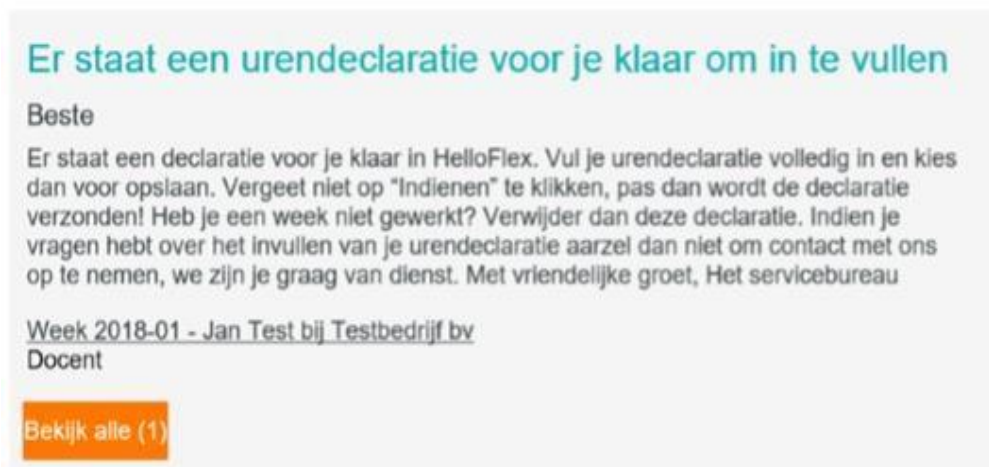 Er staat een urendeclaratie voor je klaar om in te vullen
Beste
Er staat een declaratie voor je klaar in HelloFlex. Vul je urendeclaratie volledig in en kies
dan voor opslaan. Vergeet niet op “Indienen” te klikken, pas dan wordt de declaratie
verzonden! Heb je een week niet gewerkt? Verwijder dan deze declaratie. Indien je
vragen hebt over het invullen van je urendeclaratie aarzel dan niet om contact met ons
op te nemen, we zijn je graag van dienst. Met vriendelijke groet, Het servicebureau
Week 2018-01 - Jan Test bij Testbedrijf bv
Docent
Bekijk alle (1)